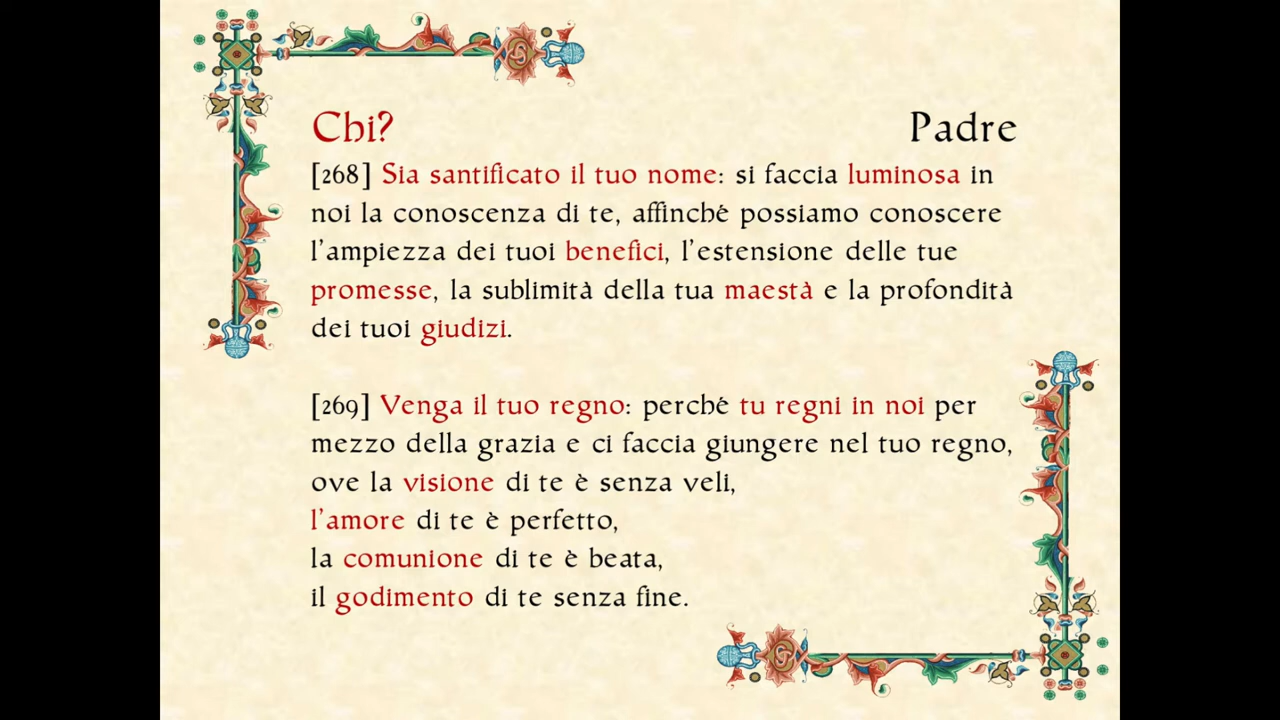 Chi? Padre
[268] Sia santificato il tuo nome: si faccia luminosa in
noi la conoscenza di te, affinché possiamo conoscere
l'ampiezza dei tuoi benefici, l'estensione delle tue
promesse, la sublimità della tua maestà e la profondità
dei tuoi giudizi.
[269] Venga il tuo regno: perché tu regni in noi per
mezzo della grazia e ci faccia giungere nel tuo regno,
ove la visione di te è senza veli,
l'amore di te è perfetto,
la comunione di te è beata,
il godimento di te senza fine.